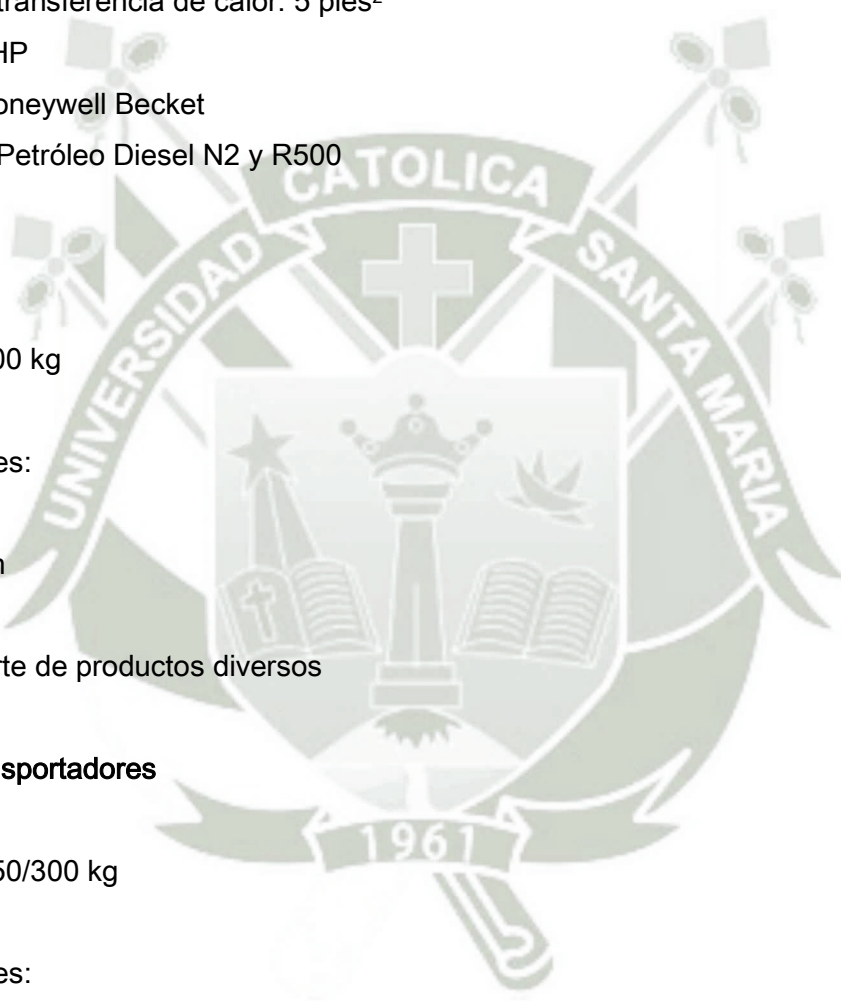 transferencia de calor: 5 pies²
HP
oneywell Becket
Petróleo Diesel N2 y R500
CATOLICA
UNIVERSIDAD
SANTA MARIA
00 kg
es:
rte de productos diversos
sportadores
1961
50/300 kg
es: